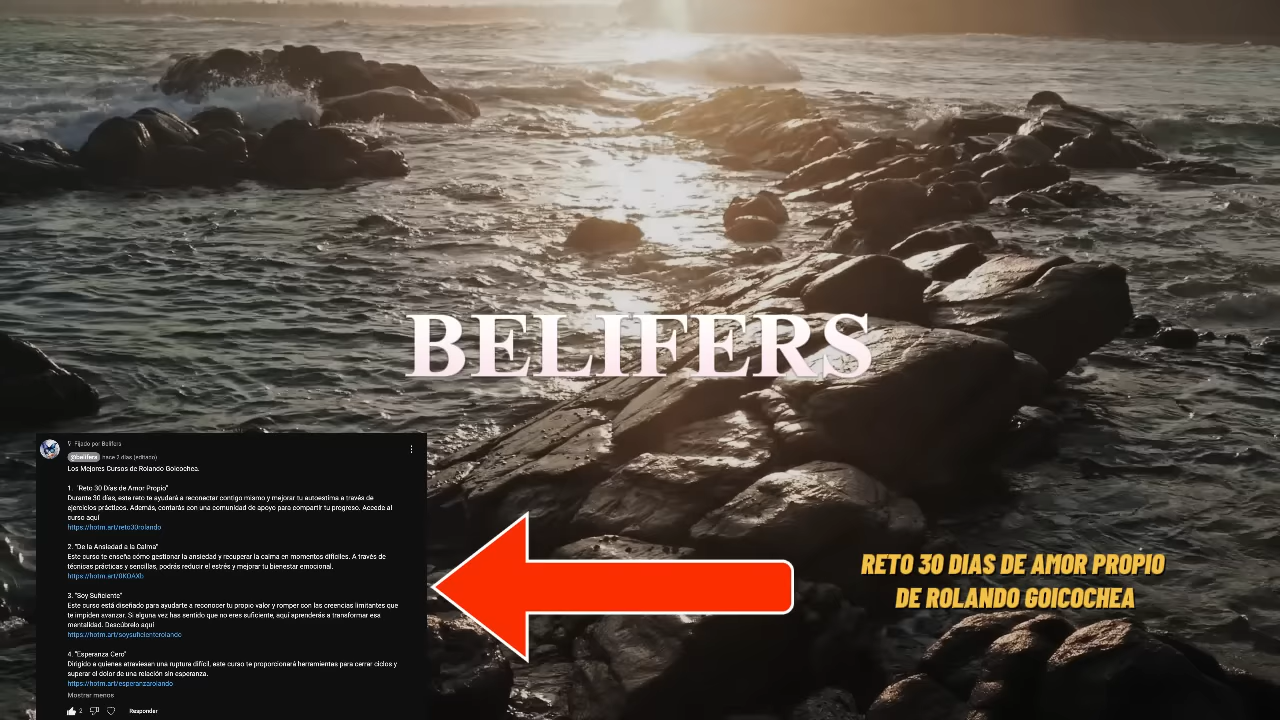 BELIFERS
Fijado por Belifers
@belifers hace 2 días (editado)
Los Mejores Cursos de Rolando Goicochea.
1. "Reto 30 Días de Amor Propio"
Durante 30 días, este reto te ayudará a reconectar contigo mismo y mejorar tu autoestima a través de
ejercicios prácticos. Además, contarás con una comunidad de apoyo para compartir tu progreso. Accede al
curso aquí
https://hotm.art/reto30rolando
2. "De la Ansiedad a la Calma"
Este curso te enseña cómo gestionar la ansiedad y recuperar la calma en momentos difíciles. A través de
técnicas prácticas y sencillas, podrás reducir el estrés y mejorar tu bienestar emocional.
https://hotm.art/0KOAXb
3. "Soy Suficiente"
Este curso está diseñado para ayudarte a reconocer tu propio valor y romper con las creencias limitantes que
te impiden avanzar. Si alguna vez has sentido que no eres suficiente, aquí aprenderás a transformar esa
mentalidad. Descúbrelo aquí
https://hotm.art/soysuficienterolando
4. "Esperanza Cero"
Dirigido a quienes atraviesan una ruptura difícil, este curso te proporcionará herramientas para cerrar ciclos y
superar el dolor de una relación sin esperanza.
https://hotm.art/esperanzarolando
Mostrar menos
2 Responder
RETO 30 DIAS DE AMOR PROPIO
DE ROLANDO GOICOCHEA